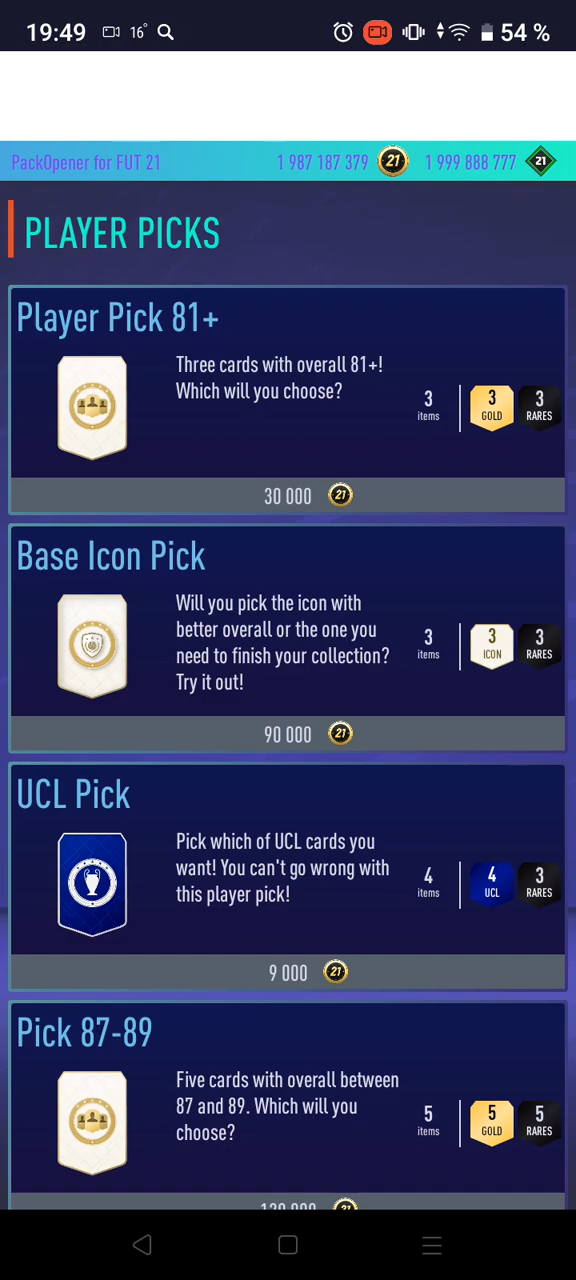 19:49 16° 54 %
PackOpener for FUT 21 1 987 187 379 21 1 999 888 777 21
PLAYER PICKS
Player Pick 81+
Three cards with overall 81+!
Which will you choose?
3 items 3 GOLD 3 RARES
30 000 21
Base Icon Pick
Will you pick the icon with
better overall or the one you
need to finish your collection?
Try it out!
3 items 3 ICON 3 RARES
90 000 21
UCL Pick
Pick which of UCL cards you
want! You can't go wrong with
this player pick!
4 items 4 UCL 3 RARES
9 000 21
Pick 87-89
Five cards with overall between
87 and 89. Which will you
choose?
5 items 5 GOLD 5 RARES